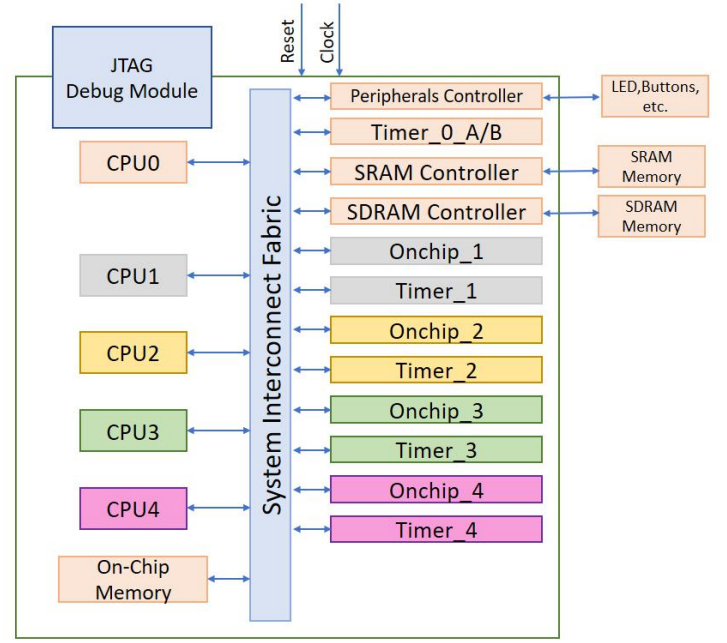 Reset
Clock
JTAG
Debug Module
Peripherals Controller
LED,Buttons,
etc.
Timer_0_A/B
CPU0
SRAM Controller
SRAM
Memory
SDRAM Controller
SDRAM
Memory
System Interconnect Fabric
Onchip_1
CPU1
Timer_1
Onchip_2
CPU2
Timer_2
Onchip_3
CPU3
Timer_3
Onchip_4
CPU4
Timer_4
On-Chip
Memory